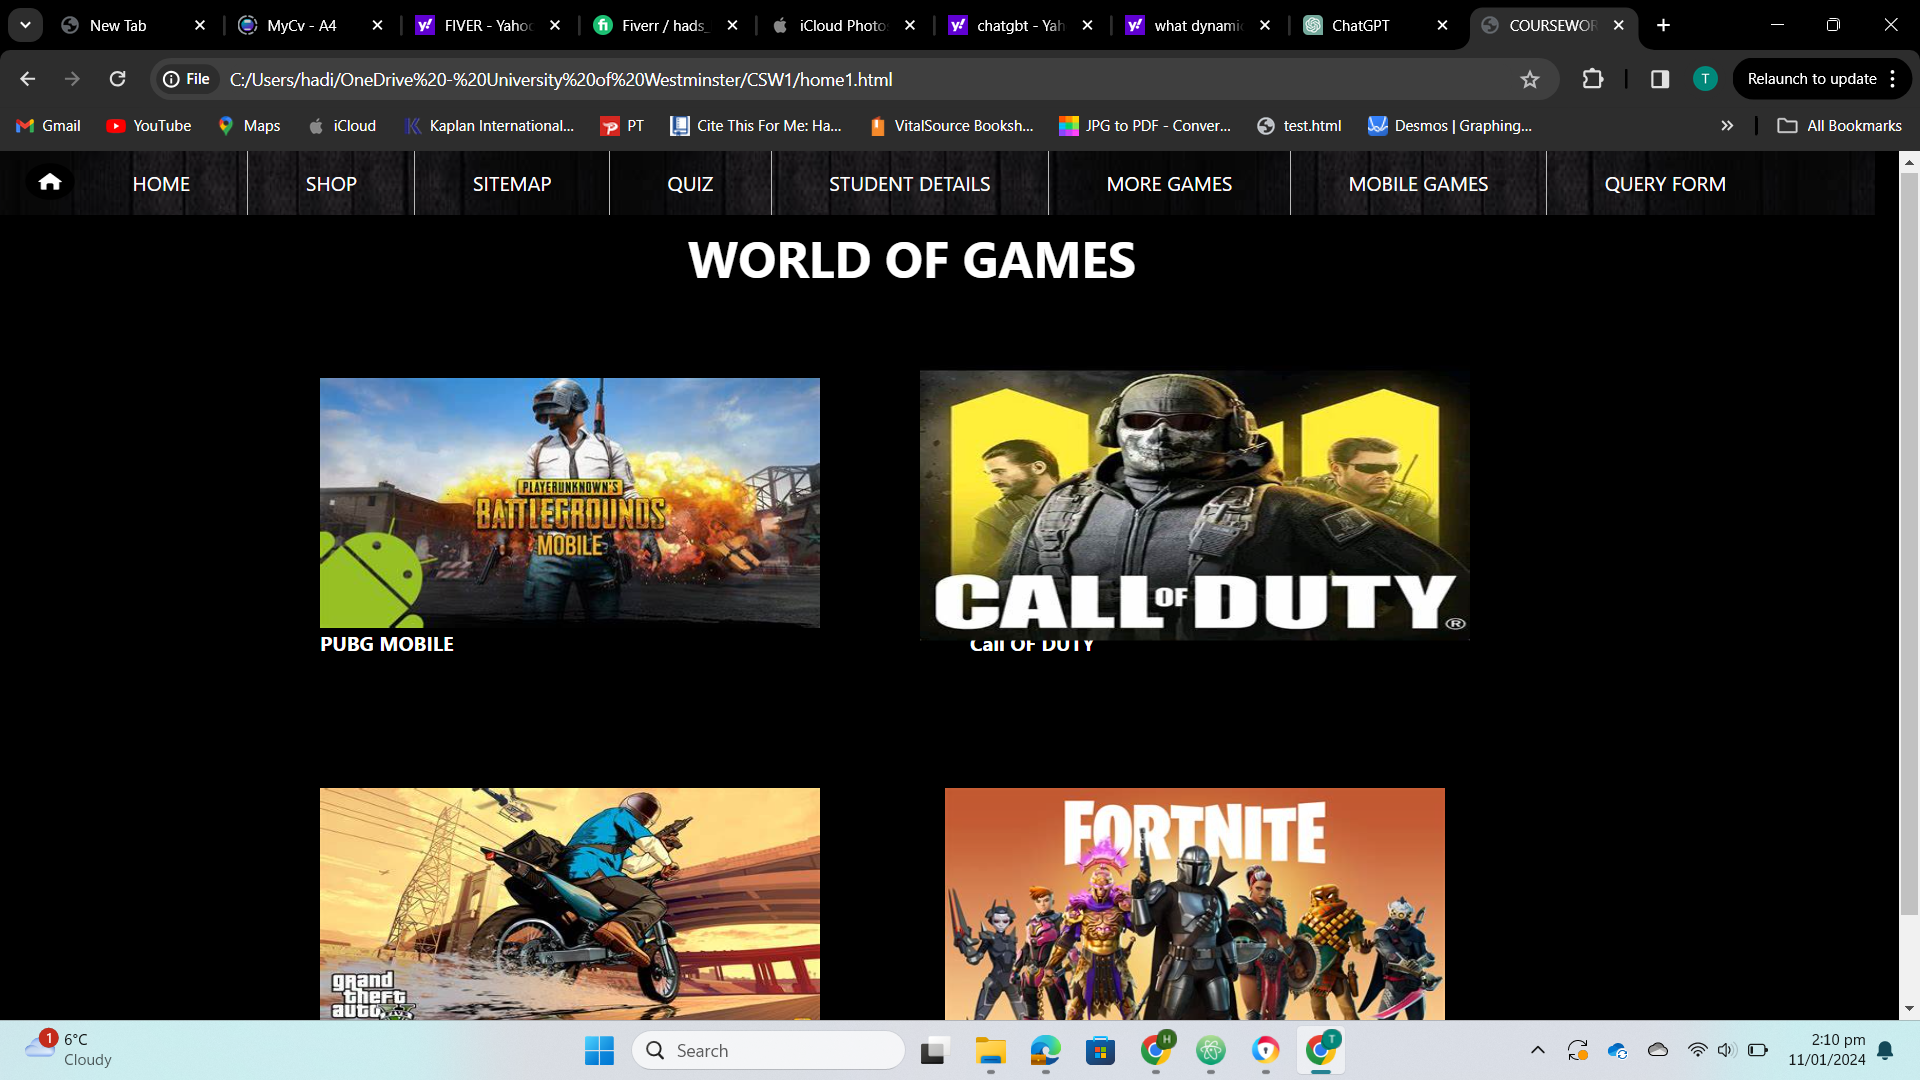 New Tab
MyCv - A4
FIVER - Yahoo
Fiverr / hads_
iCloud Photos
chatgbt - Yah
what dynami
ChatGPT
COURSEWOR
File
C:/Users/hadi/OneDrive%20-%20University%20of%20Westminster/CSW1/home1.html
T
Relaunch to update
Gmail
YouTube
Maps
iCloud
Kaplan International...
PT
Cite This For Me: Ha...
VitalSource Booksh...
JPG to PDF - Conver...
test.html
Desmos | Graphing...
All Bookmarks
HOME
SHOP
SITEMAP
QUIZ
STUDENT DETAILS
MORE GAMES
MOBILE GAMES
QUERY FORM
WORLD OF GAMES
PLAYERUNKNOWN'S
BATTLEGROUNDS
MOBILE
CALL OF DUTY ®
PUBG MOBILE
Call OF DUTY
grand
theft
auto
FORTNITE
1
6°C
Cloudy
Search
H
T
2:10 pm
11/01/2024